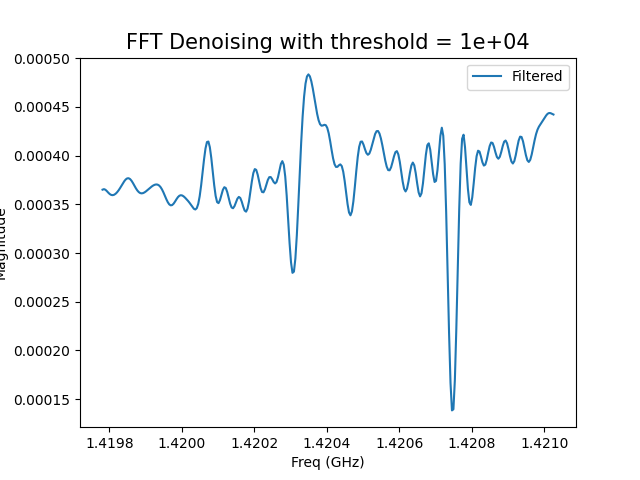 FFT Denoising with threshold = 1e+04
Filtered
0.00050
0.00045
0.00040
0.00035
0.00030
0.00025
0.00020
0.00015
Magnitude
1.4198 1.4200 1.4202 1.4204 1.4206 1.4208 1.4210
Freq (GHz)